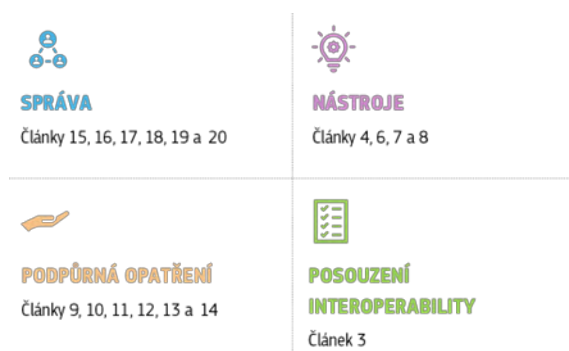 SPRÁVA
Články 15, 16, 17, 18, 19 a 20
NÁSTROJE
Články 4, 6, 7 a 8
PODPŮRNÁ OPATŘENÍ
Články 9, 10, 11, 12, 13 a 14
POSOUZENÍ
INTEROPERABILITY
Článek 3